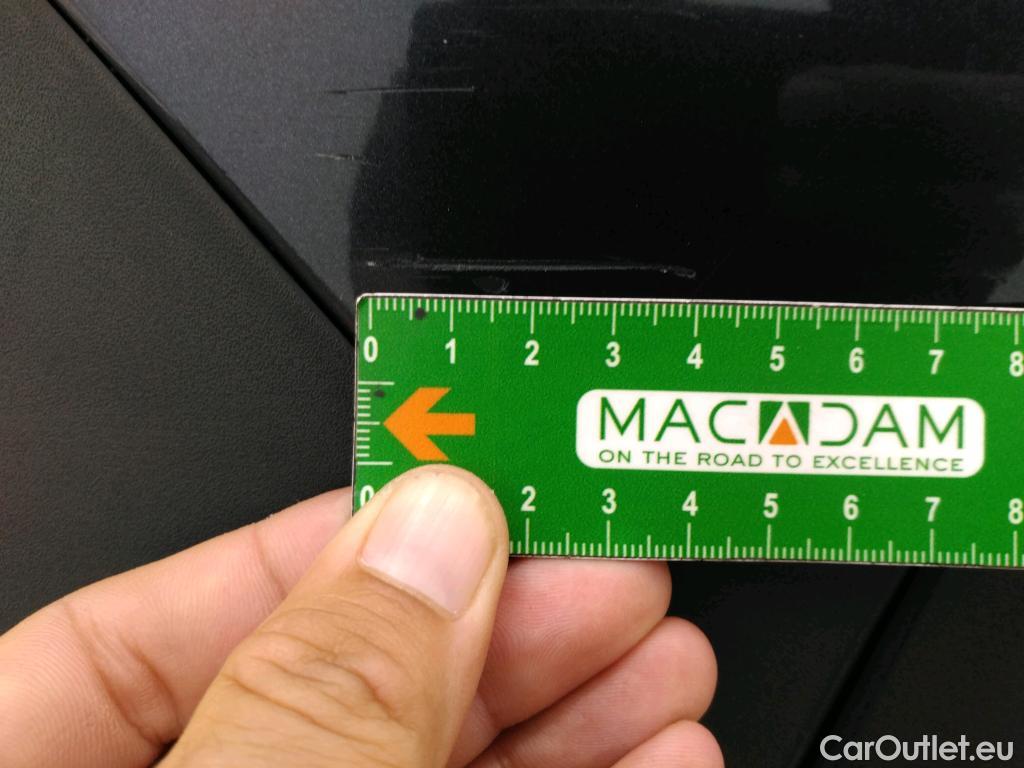 0 1 2 3 4 5 6 7 8
MACADAM
ON THE ROAD TO EXCELLENCE
0 2 3 4 5 6 7 8
CarOutlet.eu